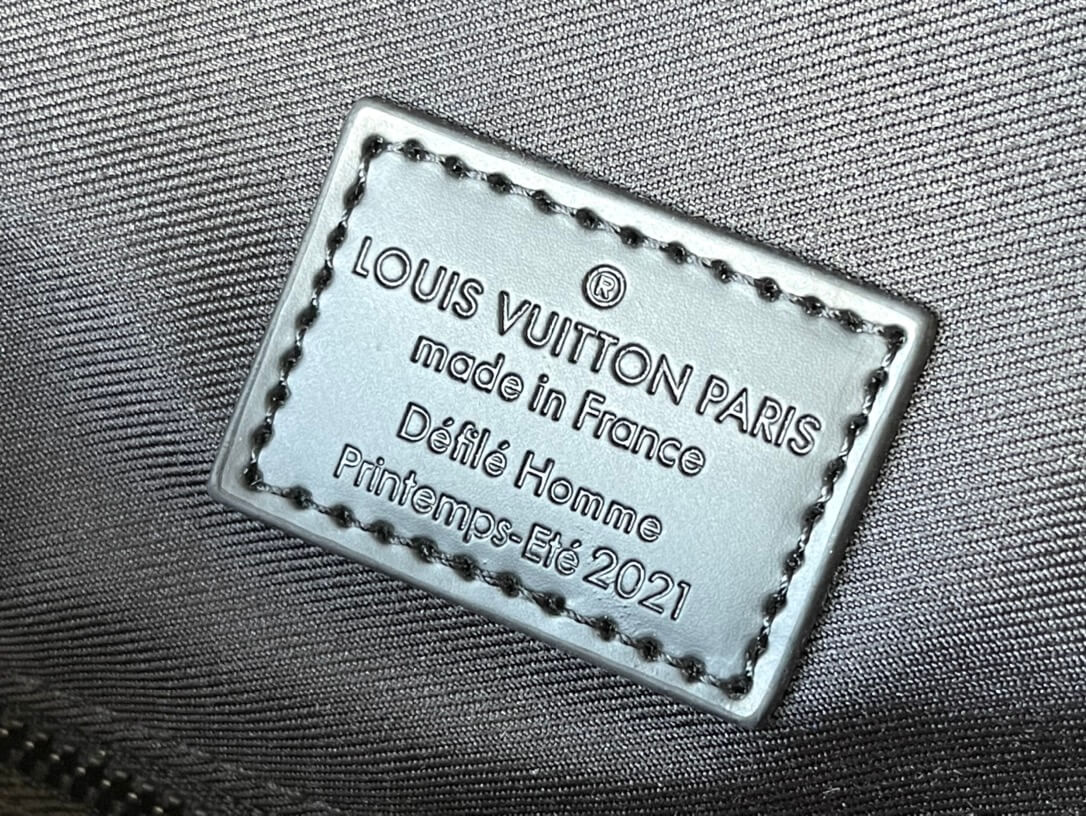 ®
LOUIS VUITTON PARIS
made in France
Défilé Homme
Printemps-Eté 2021